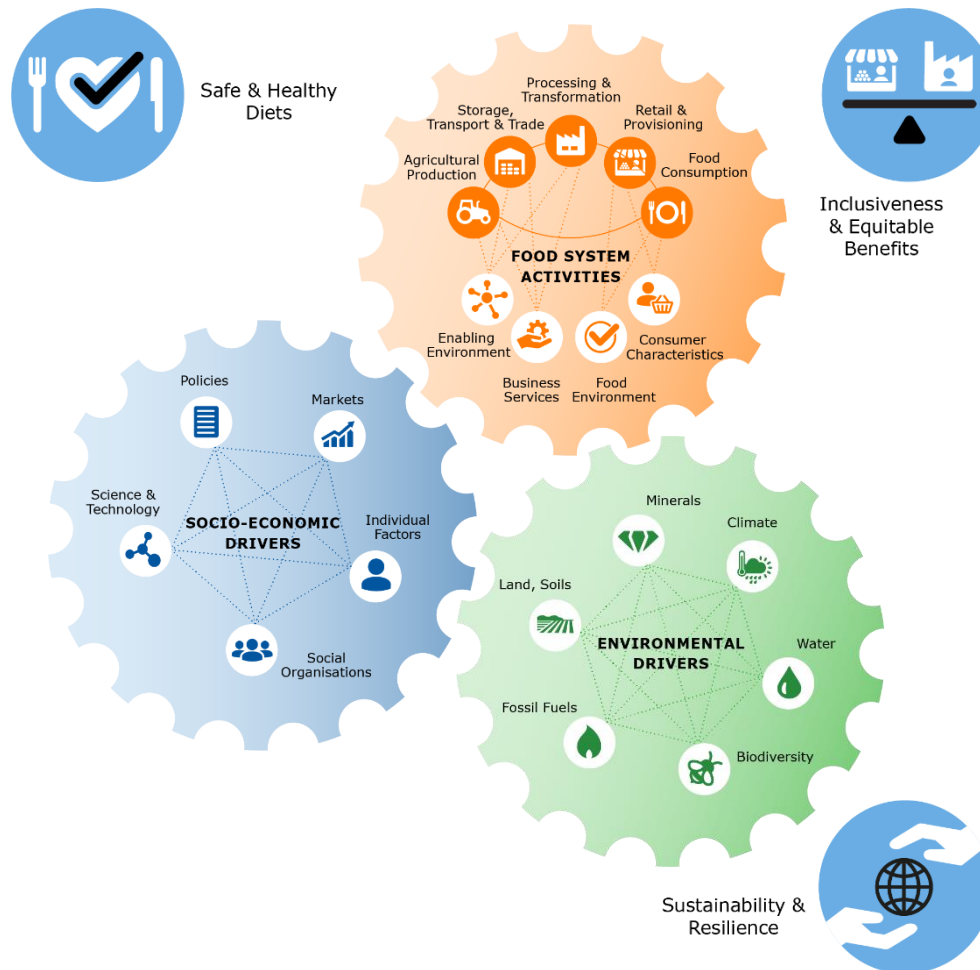 Safe & Healthy
Diets
Processing &
Transformation
Storage,
Transport & Trade
Retail &
Provisioning
Agricultural
Production
Food
Consumption
FOOD SYSTEM
ACTIVITIES
Enabling
Environment
Business
Services
Food
Environment
Consumer
Characteristics
Inclusiveness
& Equitable
Benefits
Policies
Markets
Science &
Technology
SOCIO-ECONOMIC
DRIVERS
Individual
Factors
Social
Organisations
Minerals
Climate
Land, Soils
ENVIRONMENTAL
DRIVERS
Water
Fossil Fuels
Biodiversity
Sustainability &
Resilience